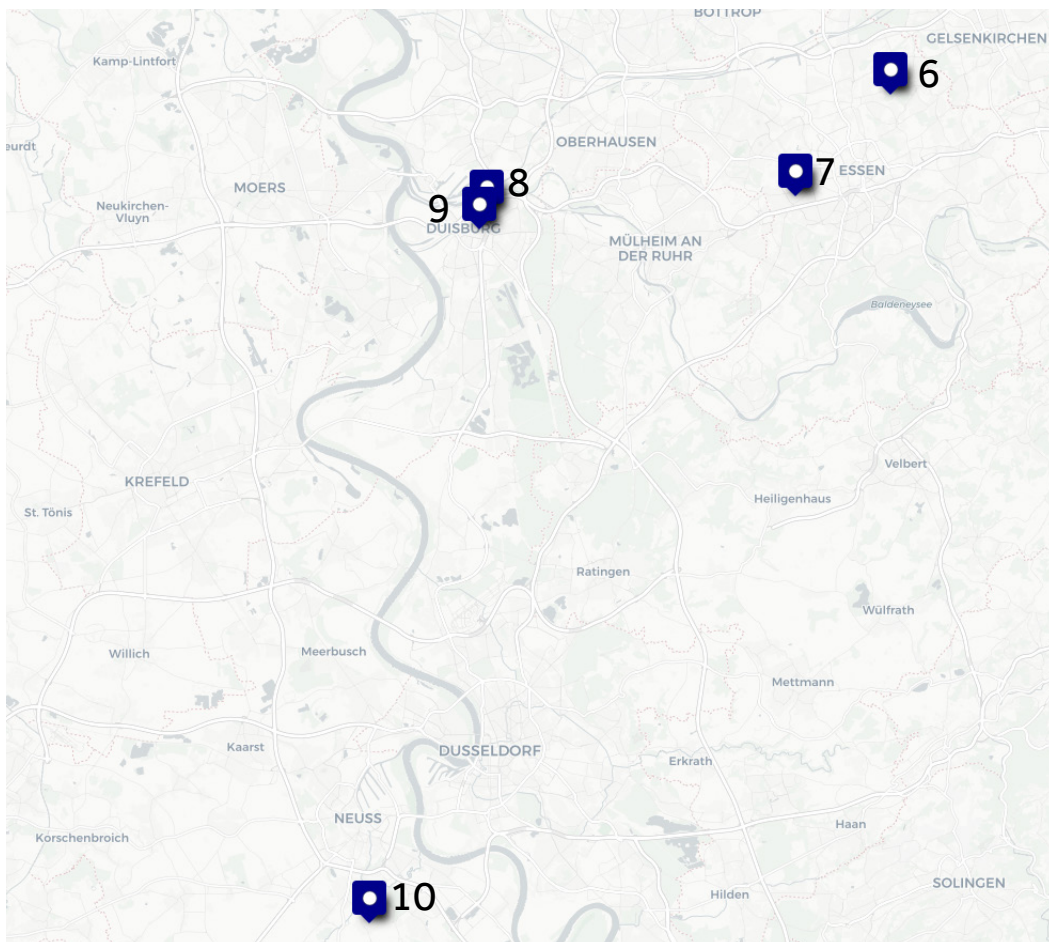 BOTTROP
GELSENKIRCHEN
Kamp-Lintfort
6
eurdt
OBERHAUSEN
7
ESSEN
MOERS
8
Neukirchen-
Vluyn
9
DUISBURG
MÜLHEIM AN
DER RUHR
Baldeneysee
Velbert
KREFELD
Heiligenhaus
St. Tönis
Ratingen
Wülfrath
Willich
Meerbusch
Mettmann
Kaarst
DUSSELDORF
Erkrath
NEUSS
Haan
Korschenbroich
SOLINGEN
Hilden
10